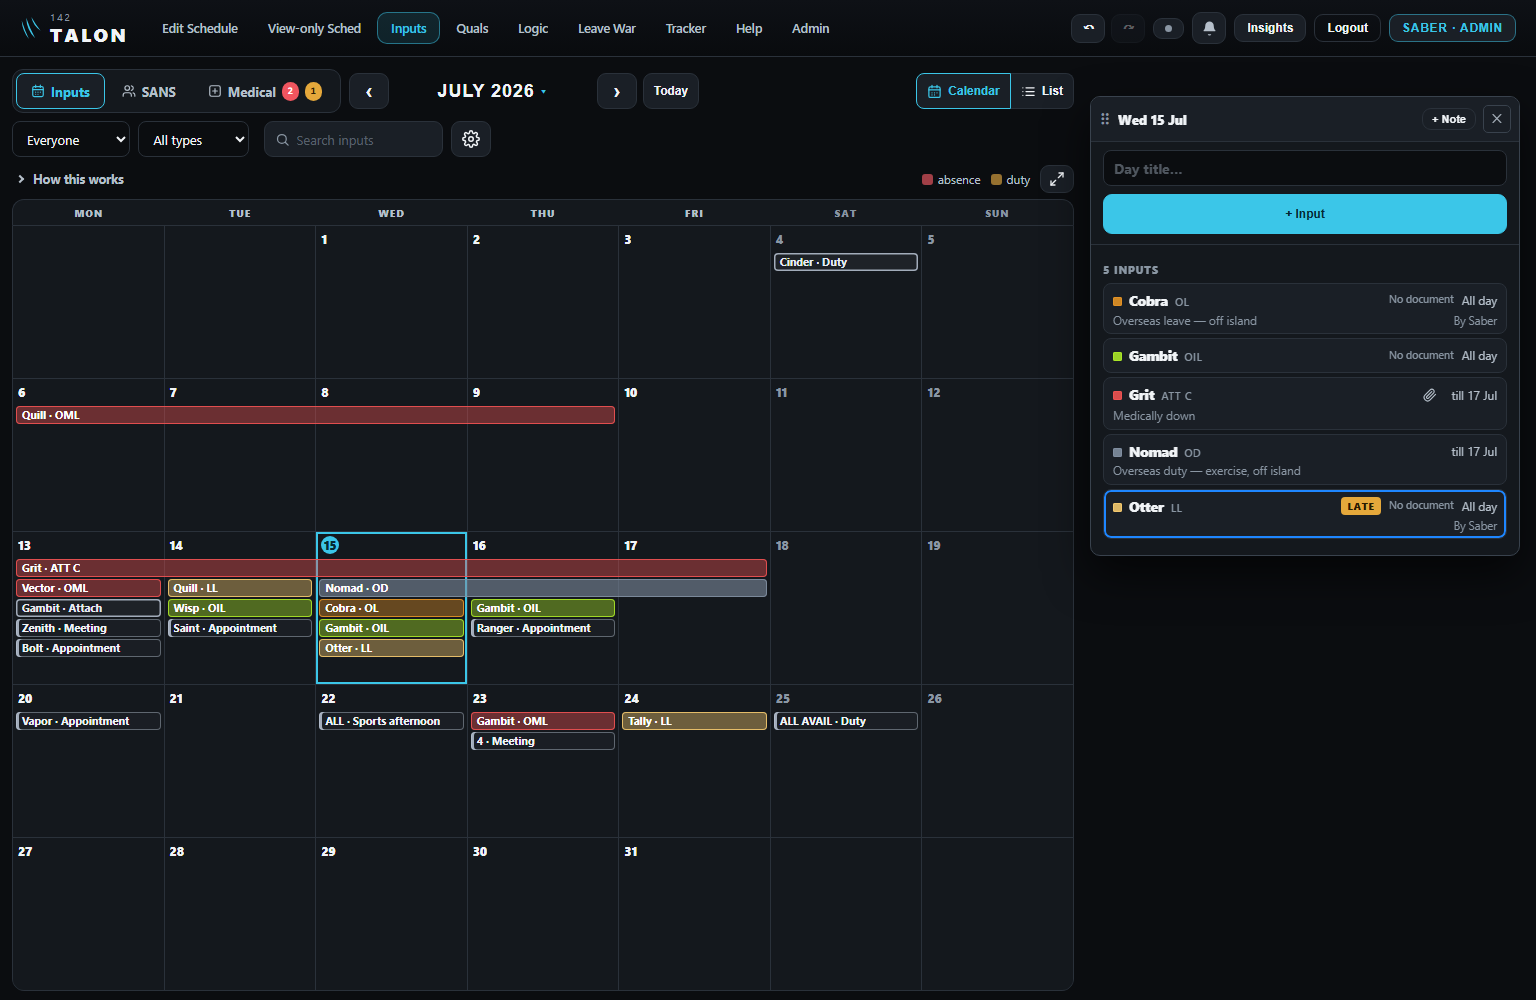 142
TALON
Edit Schedule
View-only Sched
Inputs
Quals
Logic
Leave War
Tracker
Help
Admin
Insights
Logout
SABER · ADMIN
Inputs
SANS
Medical 2 1
JULY 2026
Today
Calendar
List
Everyone
All types
Search inputs
How this works
absence
duty
MON TUE WED THU FRI SAT SUN
1 2 3 4 5
Cinder · Duty
6 7 8 9 10 11 12
Quill · OML
13 14 15 16 17 18 19
Grit · ATT C
Vector · OML
Quill · LL
Nomad · OD
Gambit · Attach
Wisp · OIL
Cobra · OL
Gambit · OIL
Zenith · Meeting
Saint · Appointment
Gambit · OIL
Ranger · Appointment
Bolt · Appointment
Otter · LL
20 21 22 23 24 25 26
Vapor · Appointment
ALL · Sports afternoon
Gambit · OML
Tally · LL
ALL AVAIL · Duty
4 · Meeting
27 28 29 30 31
Wed 15 Jul
+ Note
Day title...
+ Input
5 INPUTS
Cobra OL No document All day
Overseas leave — off island By Saber
Gambit OIL No document All day
Grit ATT C till 17 Jul
Medically down
Nomad OD till 17 Jul
Overseas duty — exercise, off island
Otter LL LATE No document All day
By Saber